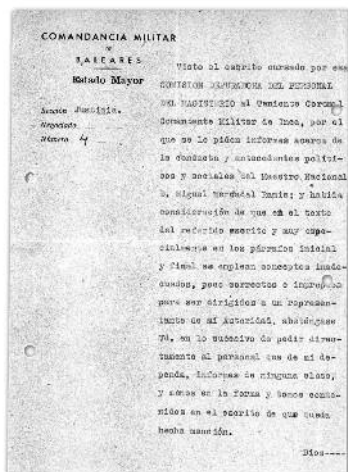 COMANDANCIA MILITAR
DE
BALEARES
Estado Mayor
Sección Justicia.
Negociado
Número 4
Visto el escrito cursado por esa
COMISION DEPURADORA DEL PERSONAL
DEL MAGISTERIO al Teniente Coronel
Comandante Militar de Inca, por el
que se le piden informes acerca de
la conducta y antecedentes políti-
cos y sociales del Maestro Nacional
D. Miguel Ramis; y habida
consideración de que en el texto
del referido escrito y muy espe-
cialmente en los párrafos inicial
y final se emplean conceptos inade-
cuados, poco correctos e impropios
para ser dirigidos a un represen-
tante de mi Autoridad, absténgase
Vd. en lo sucesivo de pedir direc-
tamente al personal que de mi de-
penda, informes de ninguna clase,
y menos en la forma y tonos conte-
nidos en el escrito de que queda
hecha mención.
Dios----